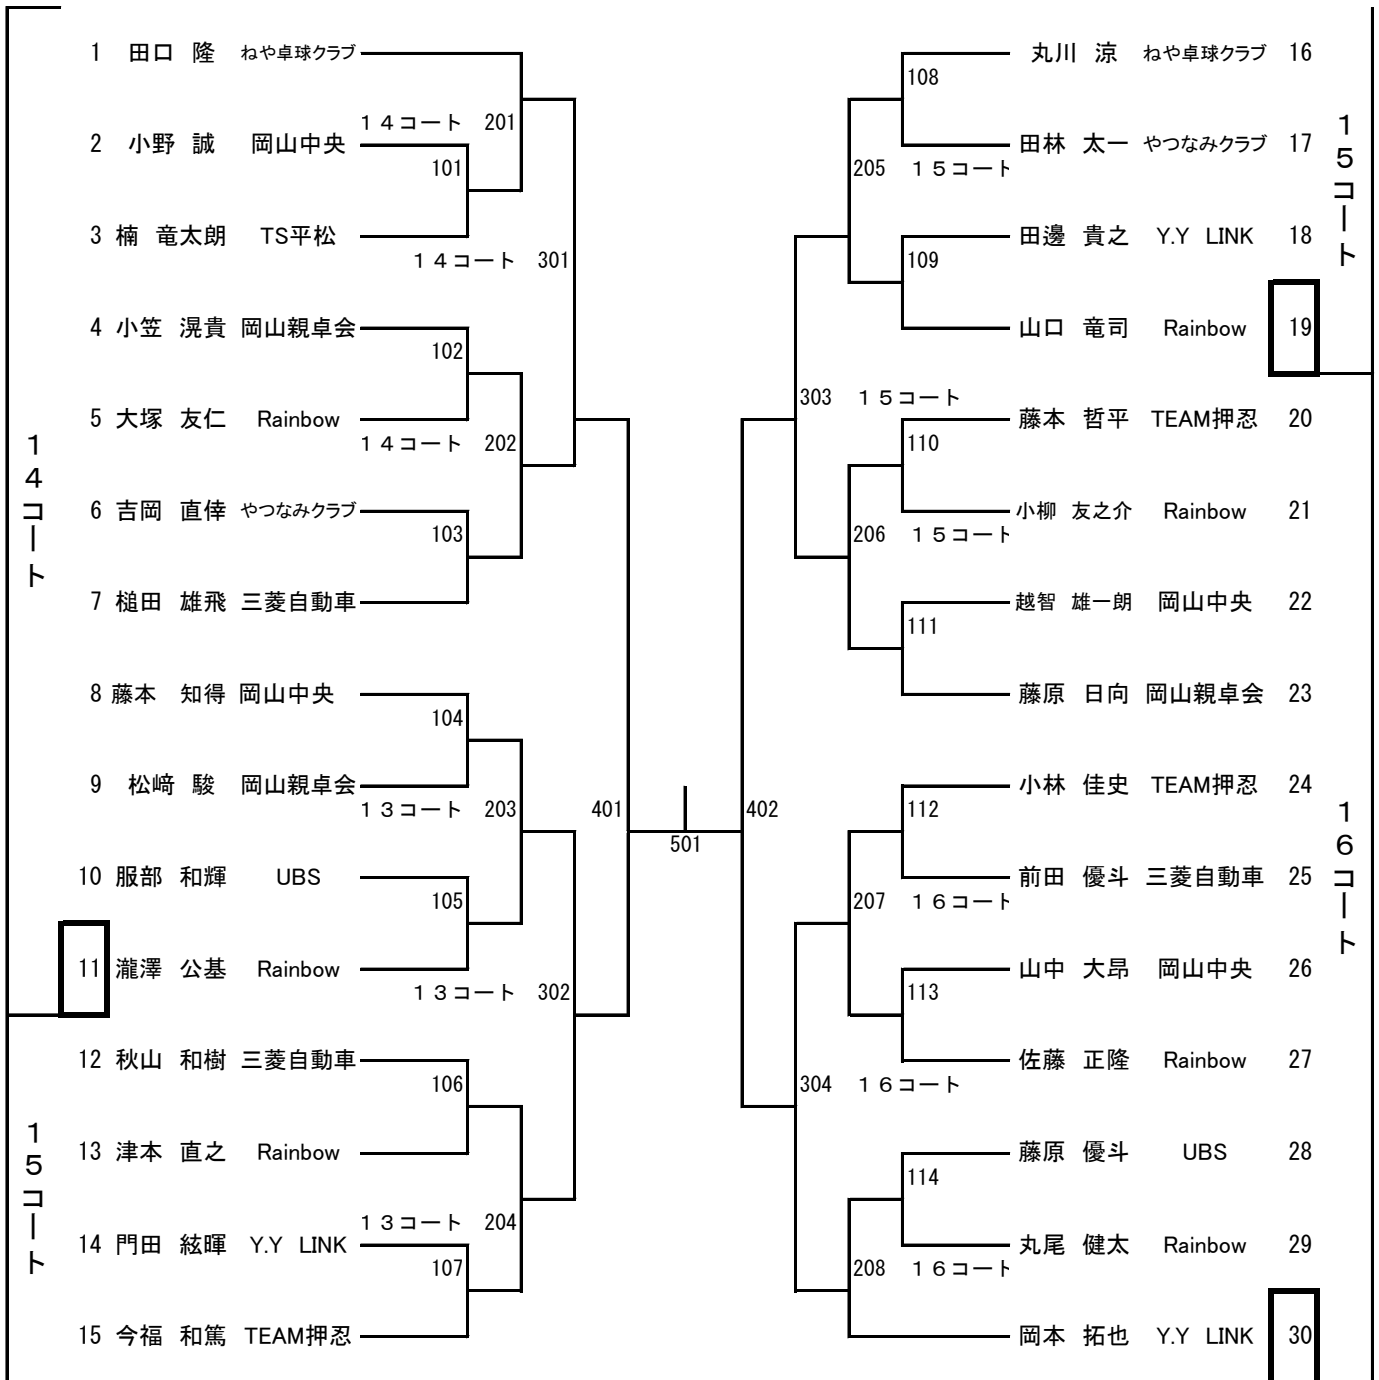 1 田口 隆 ねや卓球クラブ
14コート 201
2 小野 誠 岡山中央
101
3 楠 竜太朗 TS平松
14コート 301
4 小笠 滉貴 岡山親卓会
102
5 大塚 友仁 Rainbow
14コート 202
6 吉岡 直倖 やつなみクラブ
103
7 槌田 雄飛 三菱自動車
8 藤本 知得 岡山中央
104
9 松﨑 駿 岡山親卓会
13コート 203
10 服部 和輝 UBS
105
11 瀧澤 公基 Rainbow
13コート 302
12 秋山 和樹 三菱自動車
106
13 津本 直之 Rainbow
13コート 204
14 門田 絃暉 Y.Y LINK
107
15 今福 和篤 TEAM押忍
14コート
15コート
401
501
402
丸川 涼 ねや卓球クラブ 16
108
田林 太一 やつなみクラブ 17
205 15コート
田邊 貴之 Y.Y LINK 18
109
山口 竜司 Rainbow 19
303 15コート
藤本 哲平 TEAM押忍 20
110
小柳 友之介 Rainbow 21
206 15コート
越智 雄一朗 岡山中央 22
111
藤原 日向 岡山親卓会 23
小林 佳史 TEAM押忍 24
112
前田 優斗 三菱自動車 25
207 16コート
山中 大昂 岡山中央 26
113
佐藤 正隆 Rainbow 27
304 16コート
藤原 優斗 UBS 28
114
丸尾 健太 Rainbow 29
208 16コート
岡本 拓也 Y.Y LINK 30
15コート
16コート